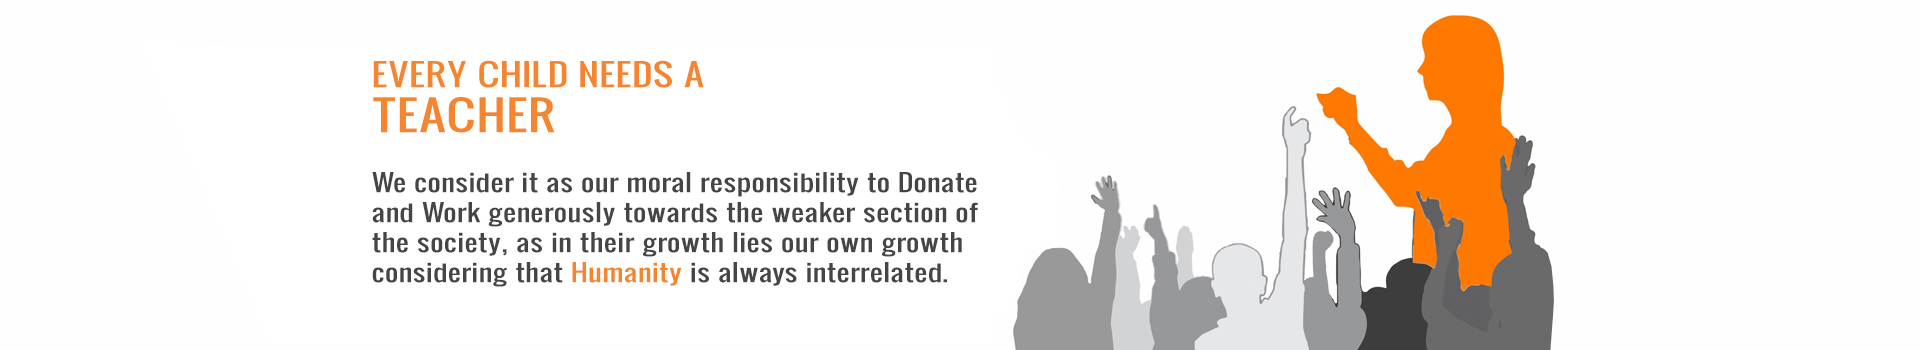 EVERY CHILD NEEDS A
TEACHER
We consider it as our moral responsibility to Donate
and Work generously towards the weaker section of
the society, as in their growth lies our own growth
considering that Humanity is always interrelated.